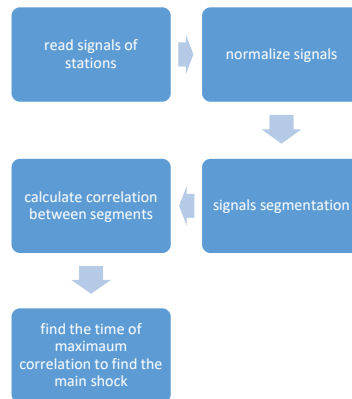 read signals of
stations
normalize signals
signals segmentation
calculate correlation
between segments
find the time of
maximaum
correlation to find the
main shock